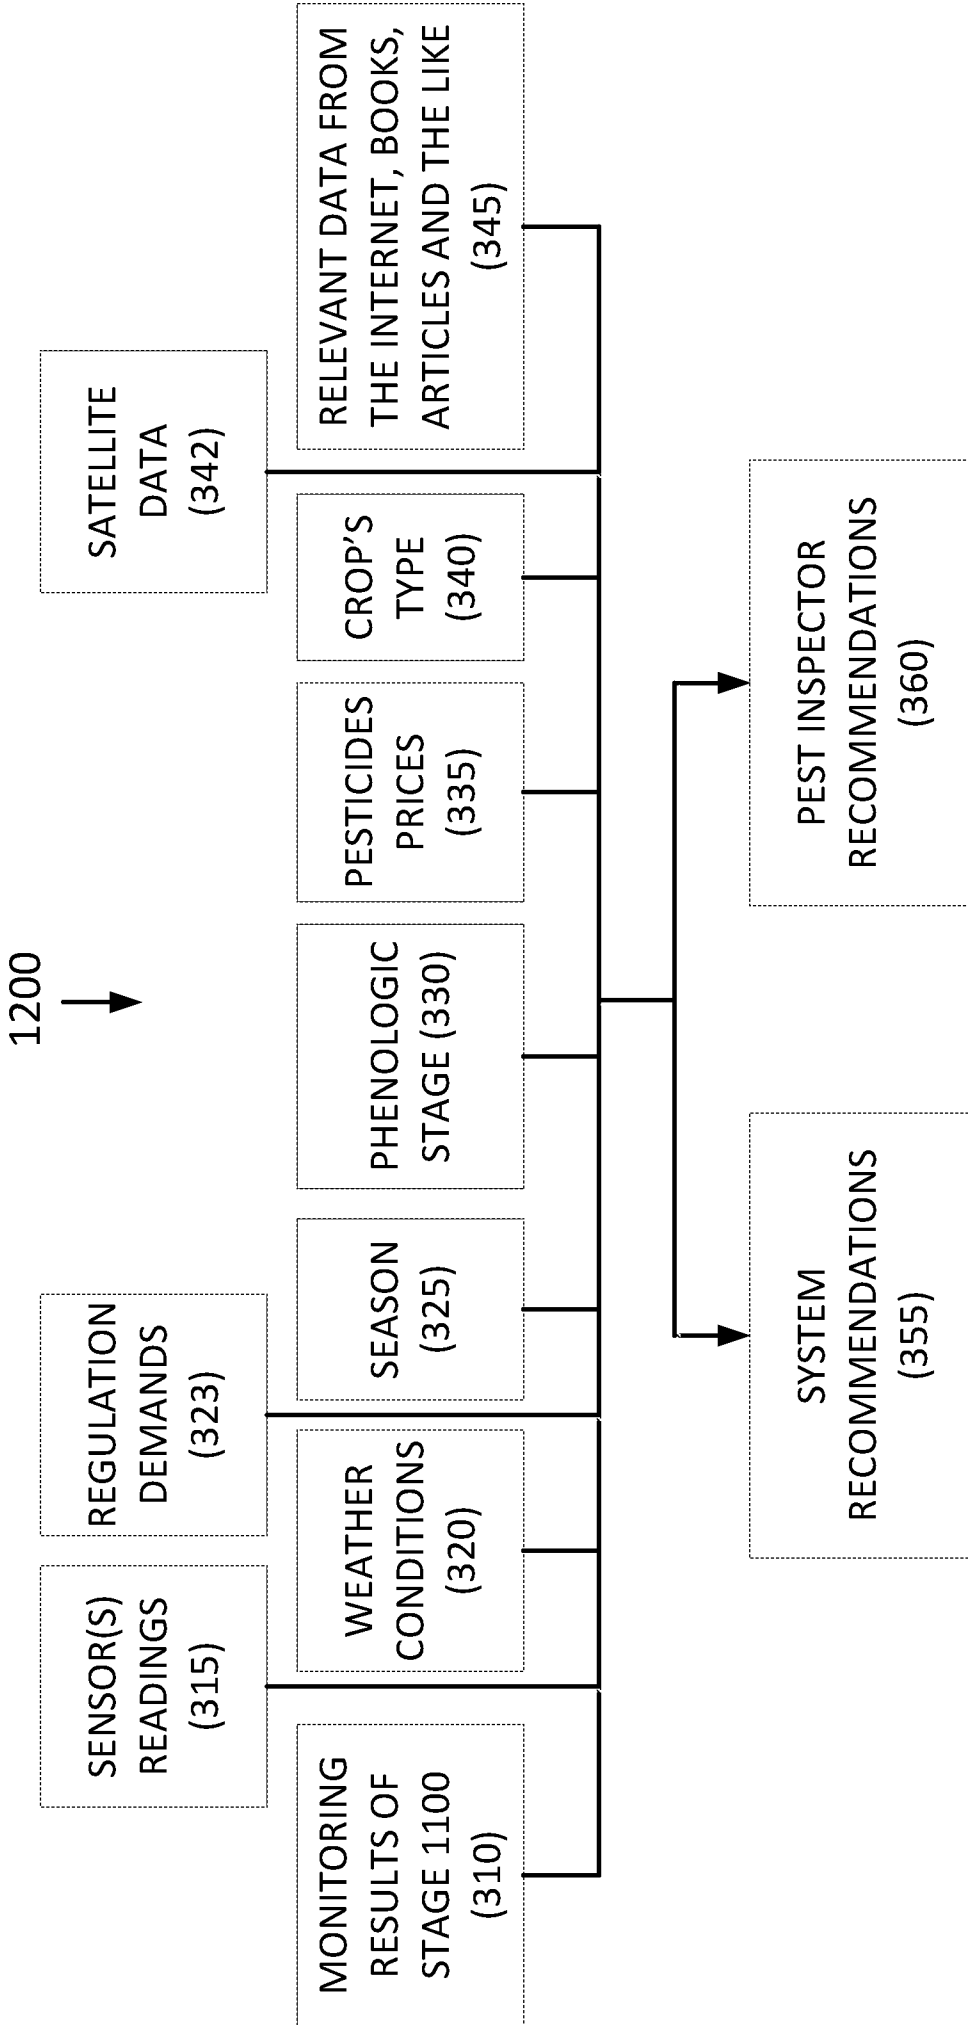 1200
SENSOR(S)
READINGS
(315)
REGULATION
DEMANDS
(323)
SATELLITE
DATA
(342)
MONITORING
RESULTS OF
STAGE 1100
(310)
WEATHER
CONDITIONS
(320)
SEASON
(325)
PHENOLOGIC
STAGE (330)
PESTICIDES
PRICES
(335)
CROP'S
TYPE
(340)
RELEVANT DATA FROM
THE INTERNET, BOOKS,
ARTICLES AND THE LIKE
(345)
SYSTEM
RECOMMENDATIONS
(355)
PEST INSPECTOR
RECOMMENDATIONS
(360)